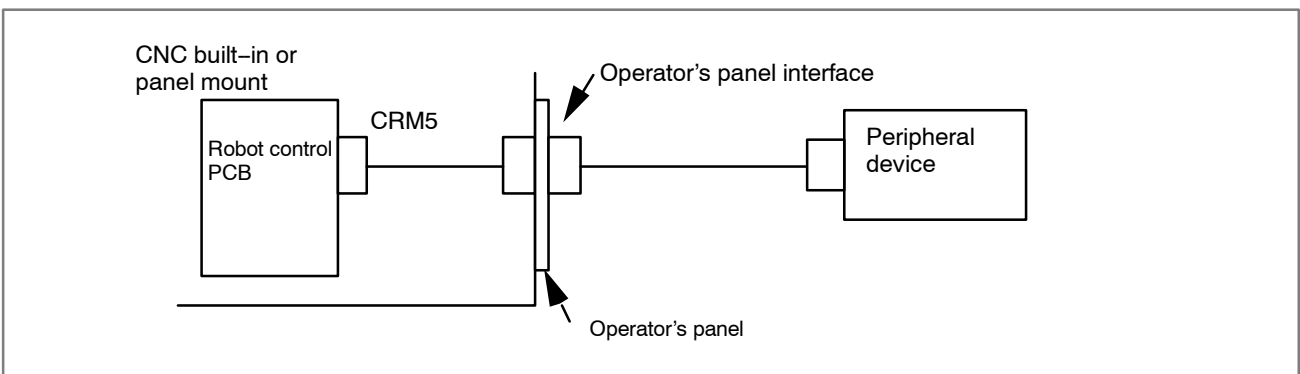 CNC built–in or
panel mount
Operator’s panel interface
CRM5
Robot control
PCB
Peripheral
device
Operator’s panel